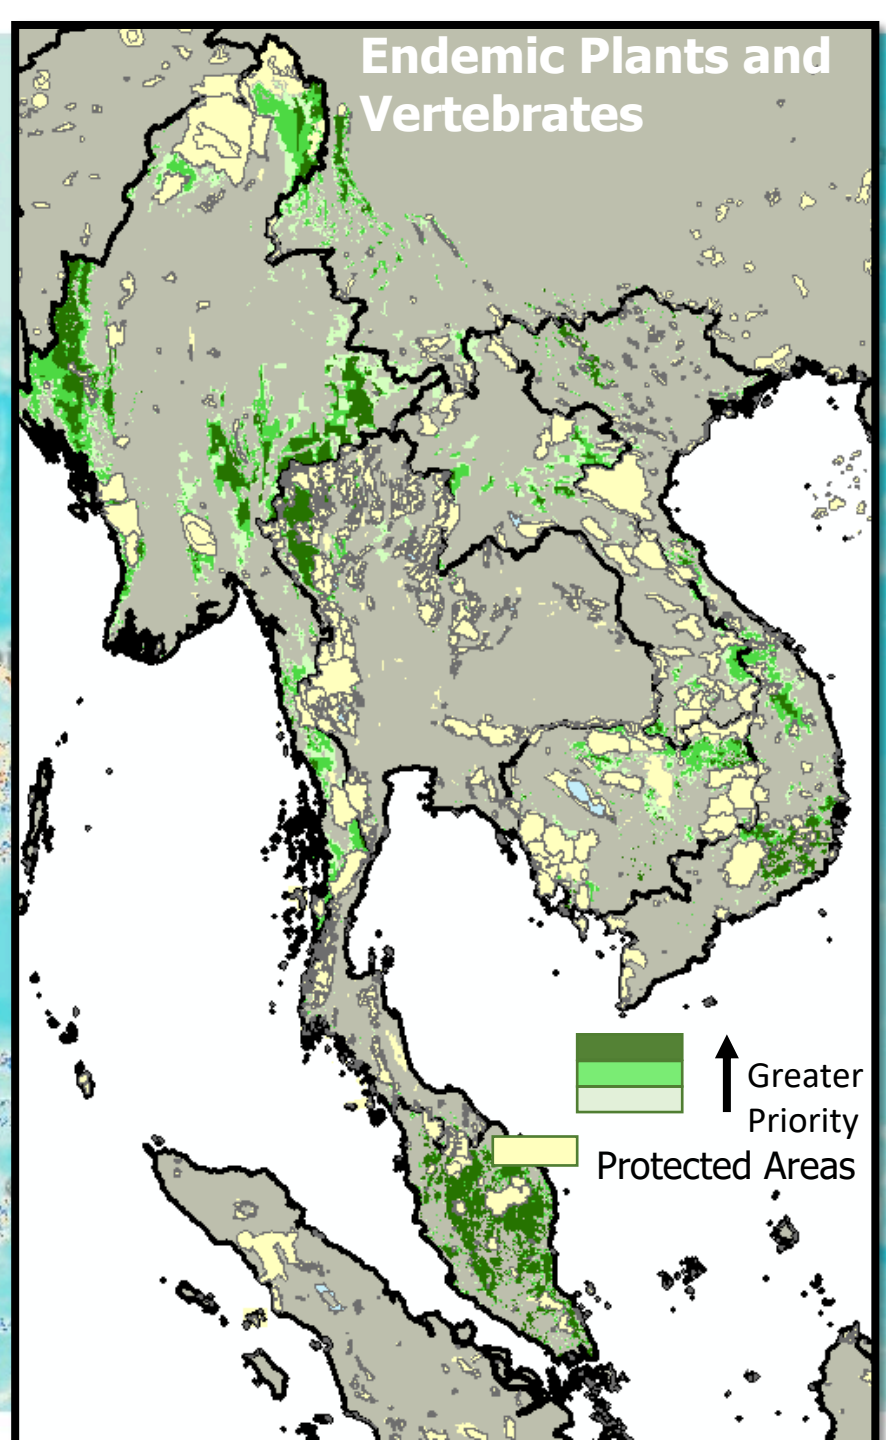 Endemic Plants and
Vertebrates
Greater
Priority
Protected Areas